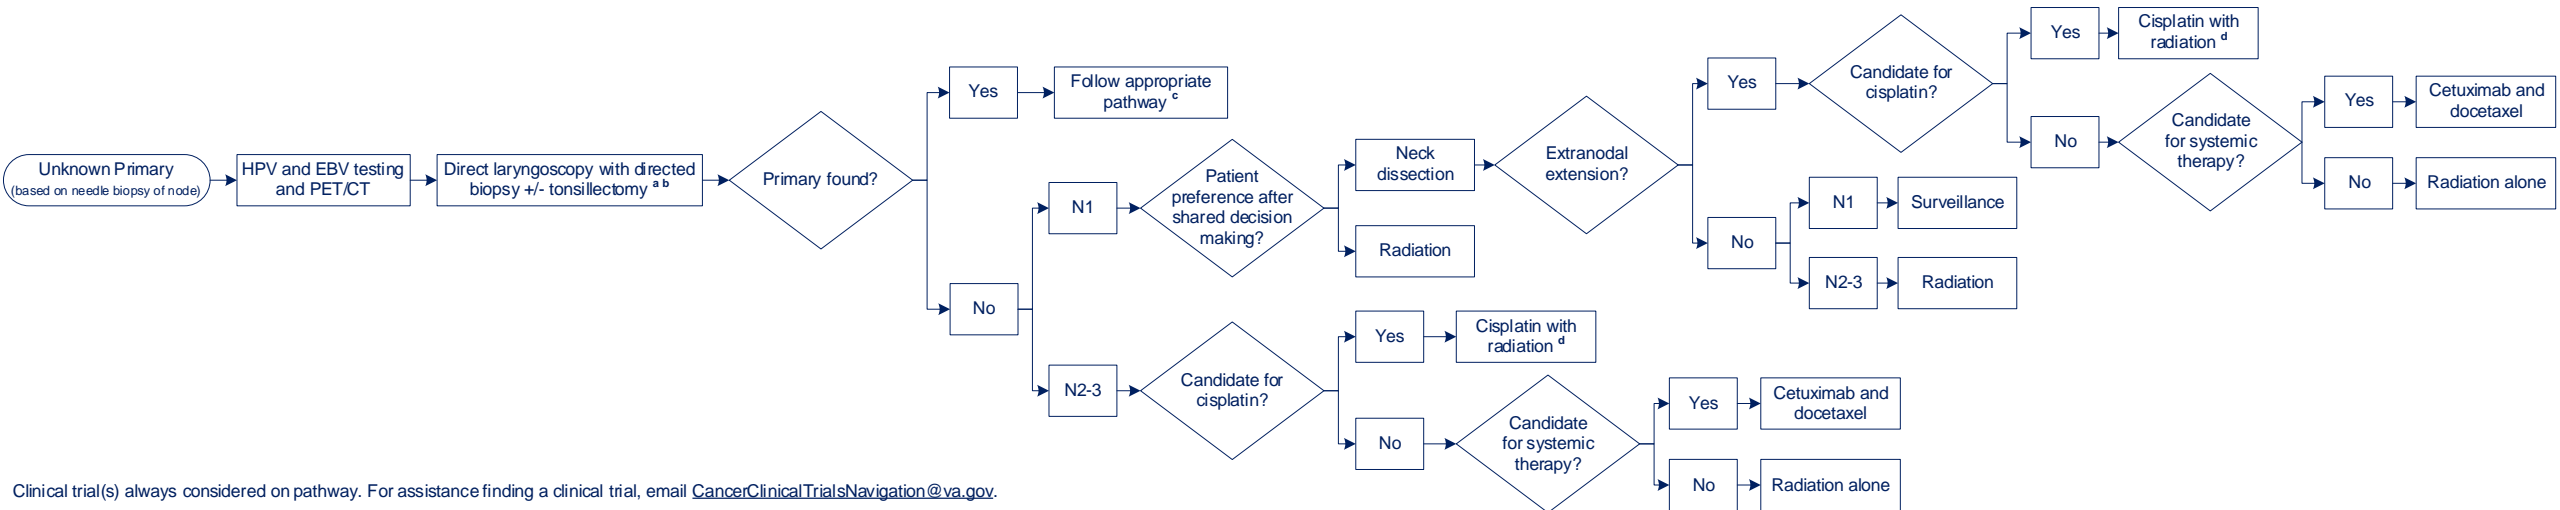 Unknown Primary
(based on needle biopsy of node)
HPV and EBV testing
and PET/CT
Direct laryngoscopy with directed
biopsy +/- tonsillectomy a b
Primary found?
Yes
Follow appropriate
pathway c
No
N1
Patient
preference after
shared decision
making?
Neck
dissection
Radiation
Extranodal
extension?
Yes
Candidate for
cisplatin?
Yes
Cisplatin with
radiation d
No
Candidate
for systemic
therapy?
Yes
Cetuximab and
docetaxel
No
Radiation alone
No
N1
Surveillance
N2-3
Radiation
N2-3
Candidate for
cisplatin?
Yes
Cisplatin with
radiation d
No
Candidate
for systemic
therapy?
Yes
Cetuximab and
docetaxel
No
Radiation alone
Clinical trial(s) always considered on pathway. For assistance finding a clinical trial, email CancerClinicalTrialsNavigation@va.gov.